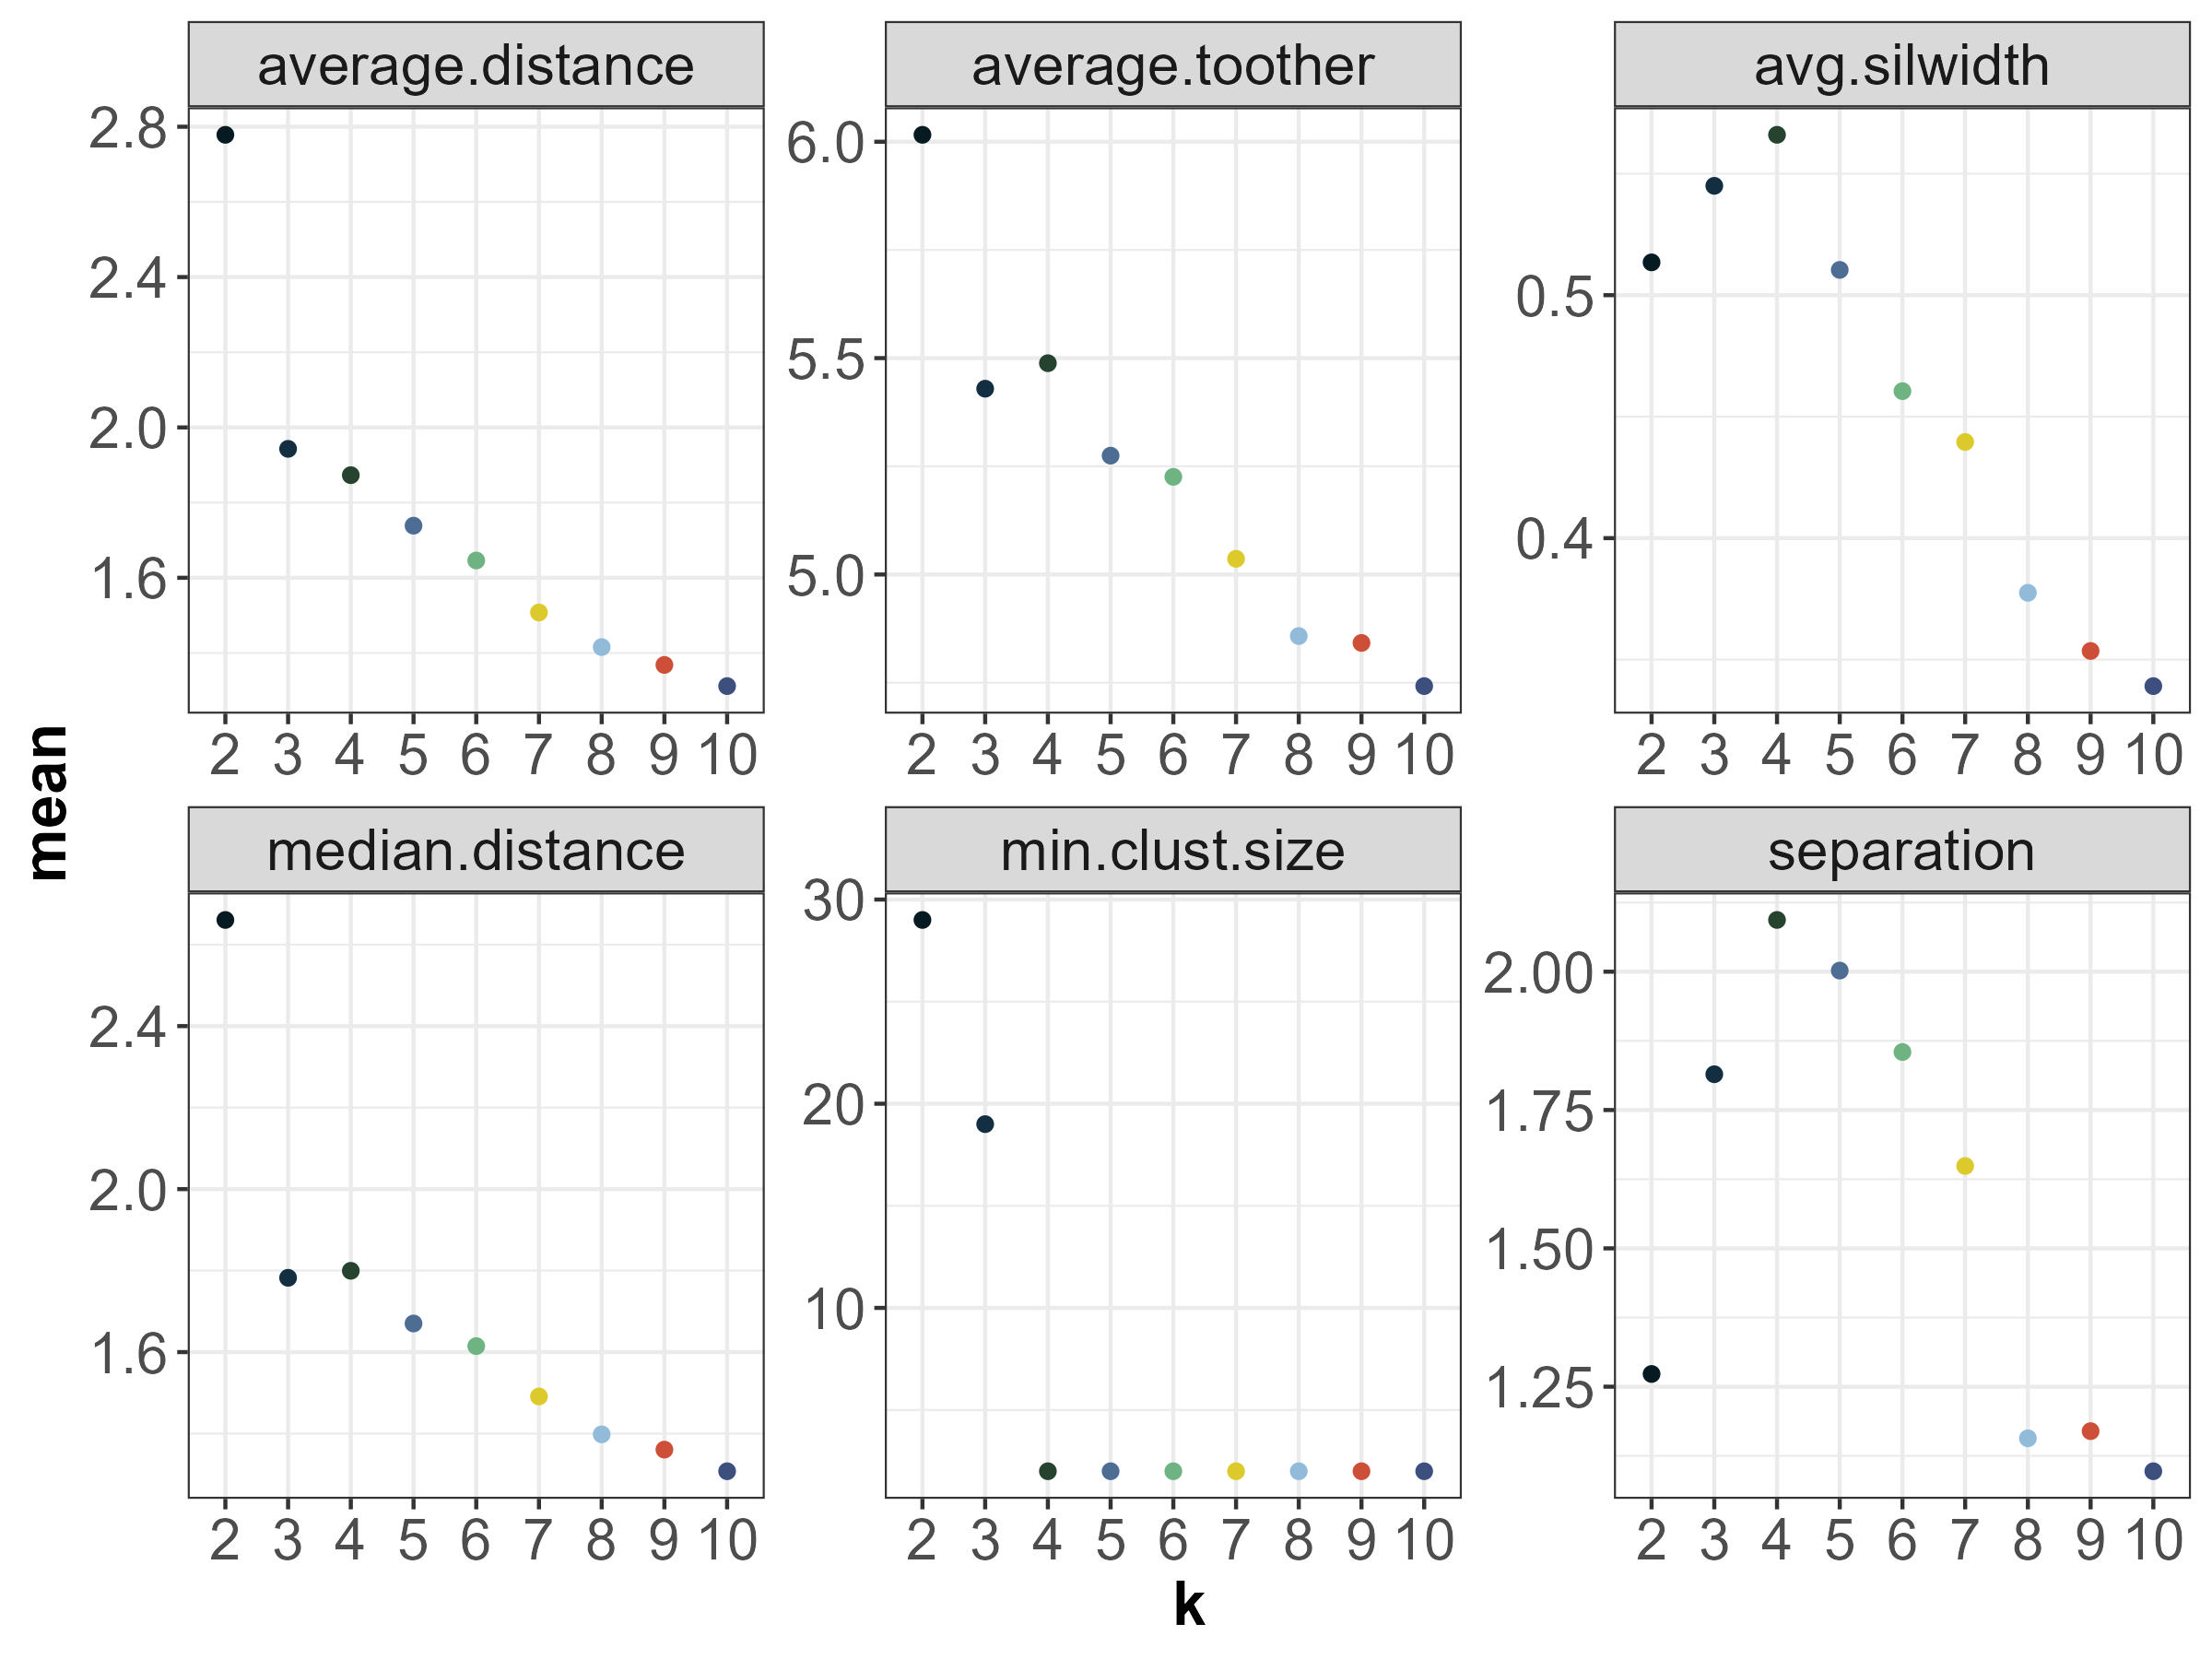 average.distance
average.toother
avg.silwidth
2.8
2.4
2.0
1.6
6.0
5.5
5.0
0.5
0.4
2 3 4 5 6 7 8 9 10
2 3 4 5 6 7 8 9 10
2 3 4 5 6 7 8 9 10
mean
median.distance
min.clust.size
separation
2.4
2.0
1.6
30
20
10
2.00
1.75
1.50
1.25
2 3 4 5 6 7 8 9 10
2 3 4 5 6 7 8 9 10
2 3 4 5 6 7 8 9 10
k